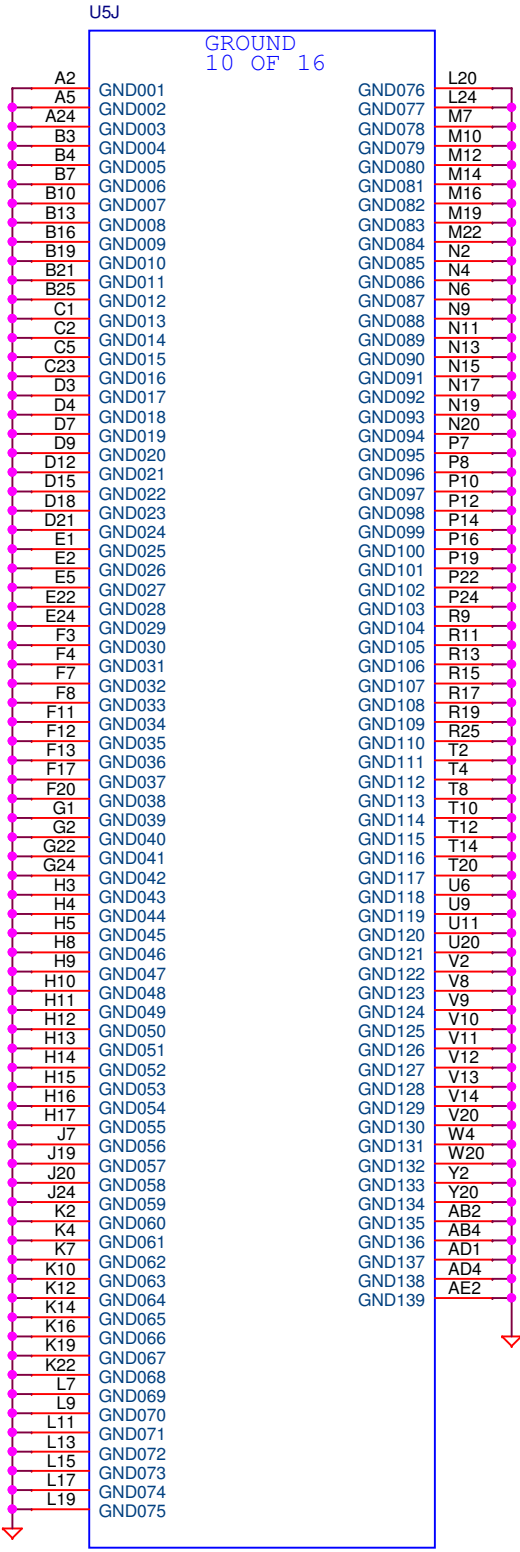 U5J
GROUND
10 OF 16
A2 GND001 GND076 L20
A5 GND002 GND077 L24
A24 GND003 GND078 M7
B3 GND004 GND079 M10
B4 GND005 GND080 M12
B7 GND006 GND081 M14
B10 GND007 GND082 M16
B13 GND008 GND083 M19
B16 GND009 GND084 M22
B19 GND010 GND085 N2
B21 GND011 GND086 N4
B25 GND012 GND087 N6
C1 GND013 GND088 N9
C2 GND014 GND089 N11
C5 GND015 GND090 N13
C23 GND016 GND091 N15
D3 GND017 GND092 N17
D4 GND018 GND093 N19
D7 GND019 GND094 N20
D9 GND020 GND095 P7
D12 GND021 GND096 P8
D15 GND022 GND097 P10
D18 GND023 GND098 P12
D21 GND024 GND099 P14
E1 GND025 GND100 P16
E2 GND026 GND101 P19
E5 GND027 GND102 P22
E22 GND028 GND103 P24
E24 GND029 GND104 R9
F3 GND030 GND105 R11
F4 GND031 GND106 R13
F7 GND032 GND107 R15
F8 GND033 GND108 R17
F11 GND034 GND109 R19
F12 GND035 GND110 R25
F13 GND036 GND111 T2
F17 GND037 GND112 T4
F20 GND038 GND113 T8
G1 GND039 GND114 T10
G2 GND040 GND115 T12
G22 GND041 GND116 T14
G24 GND042 GND117 T20
H3 GND043 GND118 U6
H4 GND044 GND119 U9
H5 GND045 GND120 U11
H8 GND046 GND121 U20
H9 GND047 GND122 V2
H10 GND048 GND123 V8
H11 GND049 GND124 V9
H12 GND050 GND125 V10
H13 GND051 GND126 V11
H14 GND052 GND127 V12
H15 GND053 GND128 V13
H16 GND054 GND129 V14
H17 GND055 GND130 V20
J7 GND056 GND131 W4
J19 GND057 GND132 W20
J20 GND058 GND133 Y2
J24 GND059 GND134 Y20
K2 GND060 GND135 AB2
K4 GND061 GND136 AB4
K7 GND062 GND137 AD1
K10 GND063 GND138 AD4
K12 GND064 GND139 AE2
K14 GND065
K16 GND066
K19 GND067
K22 GND068
L7 GND069
L9 GND070
L11 GND071
L13 GND072
L15 GND073
L17 GND074
L19 GND075